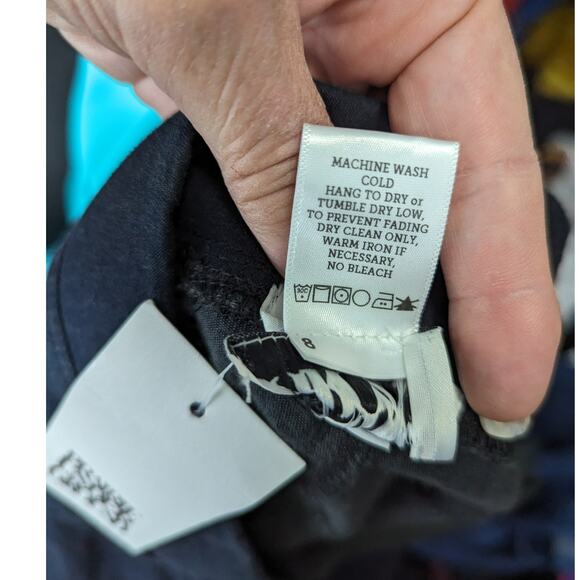 MACHINE WASH
COLD
HANG TO DRY or
TUMBLE DRY LOW,
TO PREVENT FADING
DRY CLEAN ONLY,
WARM IRON IF
NECESSARY,
NO BLEACH
8